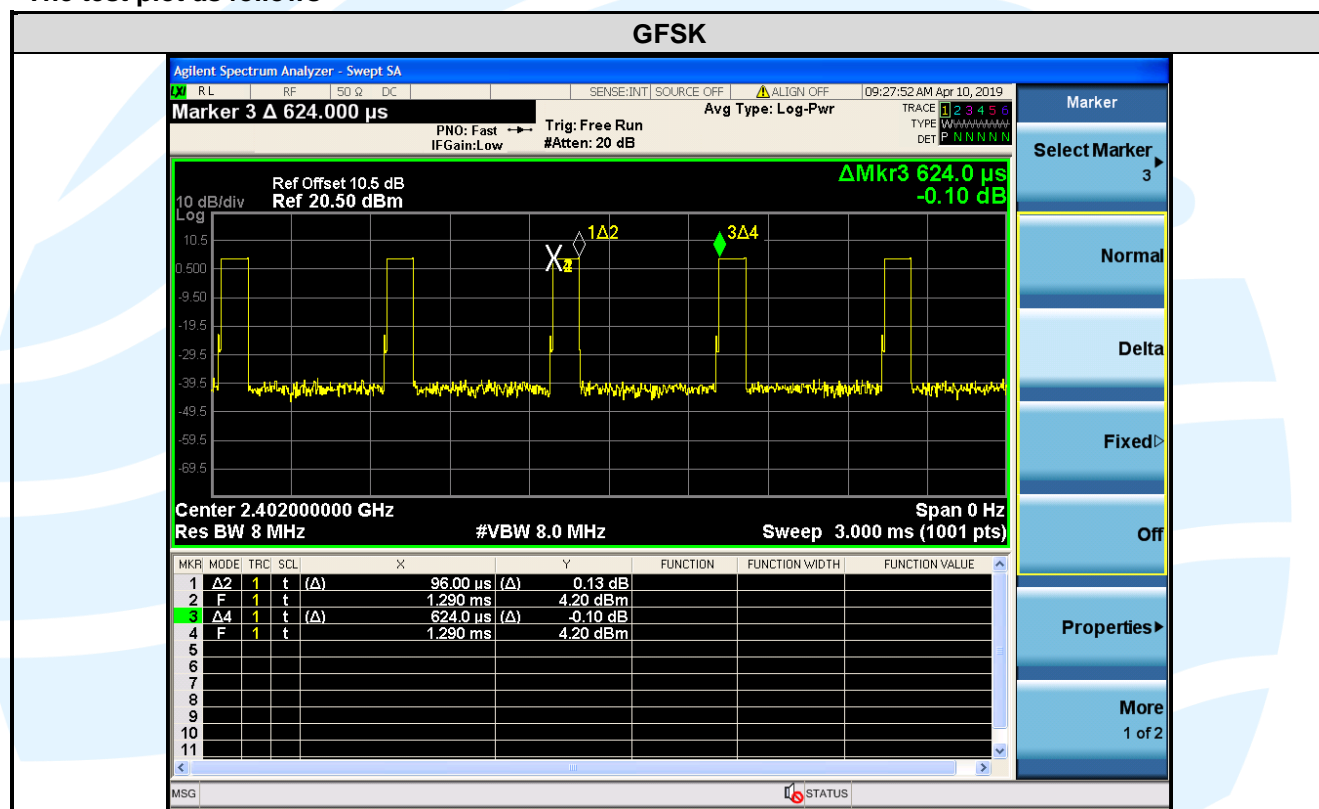 The test plot as follows
GFSK
Agilent Spectrum Analyzer - Swept SA
LXI RL RF 50 Ω DC SENSE:INT SOURCE OFF ALIGN OFF 09:27:52 AM Apr 10, 2019
Marker 3 Δ 624.000 µs
PNO: Fast
IFGain:Low
Trig: Free Run
#Atten: 20 dB
Avg Type: Log-Pwr
TRACE 1 2 3 4 5 6
TYPE WWWWWWW
DET P N N N N N
ΔMkr3 624.0 µs
-0.10 dB
Ref Offset 10.5 dB
10 dB/div Ref 20.50 dBm
Log
10.5
0.500
-9.50
-19.5
-29.5
-39.5
-49.5
-59.5
-69.5
1Δ2
3Δ4
X
Center 2.402000000 GHz Span 0 Hz
Res BW 8 MHz #VBW 8.0 MHz Sweep 3.000 ms (1001 pts)
MKR MODE TRC SCL X Y FUNCTION FUNCTION WIDTH FUNCTION VALUE
1 Δ2 1 t (Δ) 96.00 µs (Δ) 0.13 dB
2 F 1 t 1.290 ms 4.20 dBm
3 Δ4 1 t (Δ) 624.0 µs (Δ) -0.10 dB
4 F 1 t 1.290 ms 4.20 dBm
5
6
7
8
9
10
11
MSG STATUS
Marker
Select Marker
3
Normal
Delta
Fixed
Off
Properties
More
1 of 2